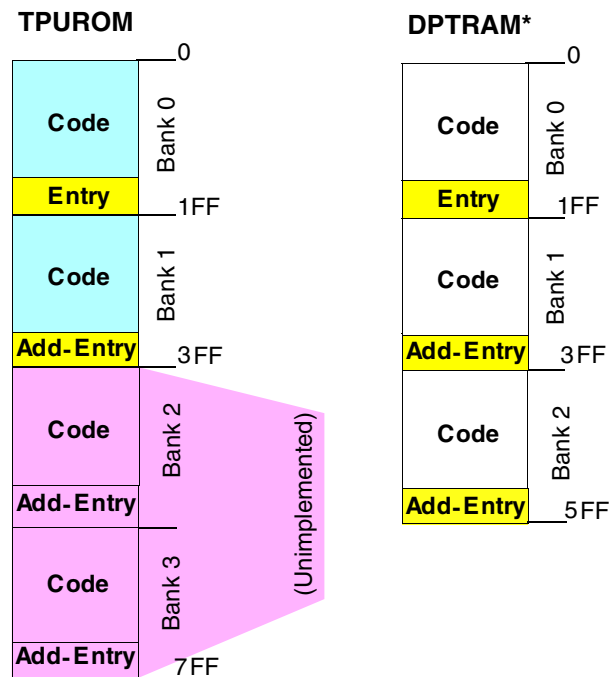 TPUROM
0
Code
Bank 0
Entry
1FF
Code
Bank 1
Add-Entry
3FF
Code
Bank 2
Add-Entry
(Unimplemented)
Code
Bank 3
Add-Entry
7FF
DPTRAM*
0
Code
Bank 0
Entry
1FF
Code
Bank 1
Add-Entry
3FF
Code
Bank 2
Add-Entry
5FF